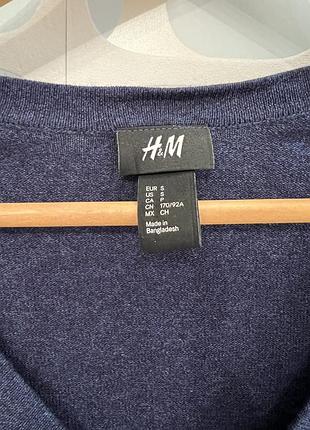 H&M
EUR S
US S
CA P
CN 170/92A
MX CH
Made in
Bangladesh